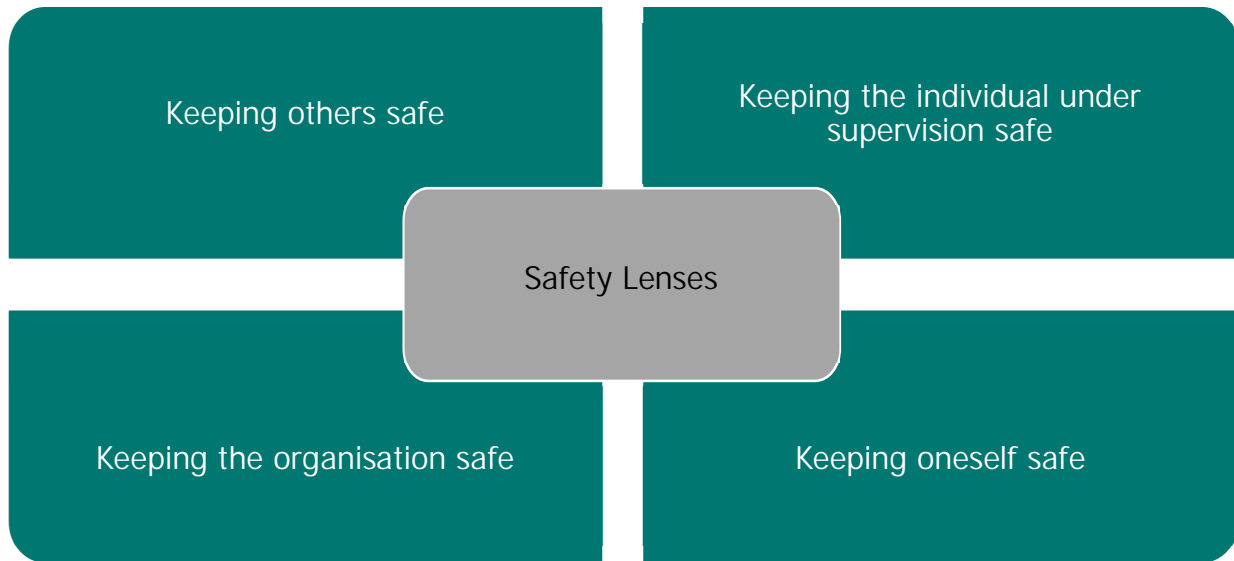 Keeping others safe
Keeping the individual under
supervision safe
Safety Lenses
Keeping the organisation safe
Keeping oneself safe